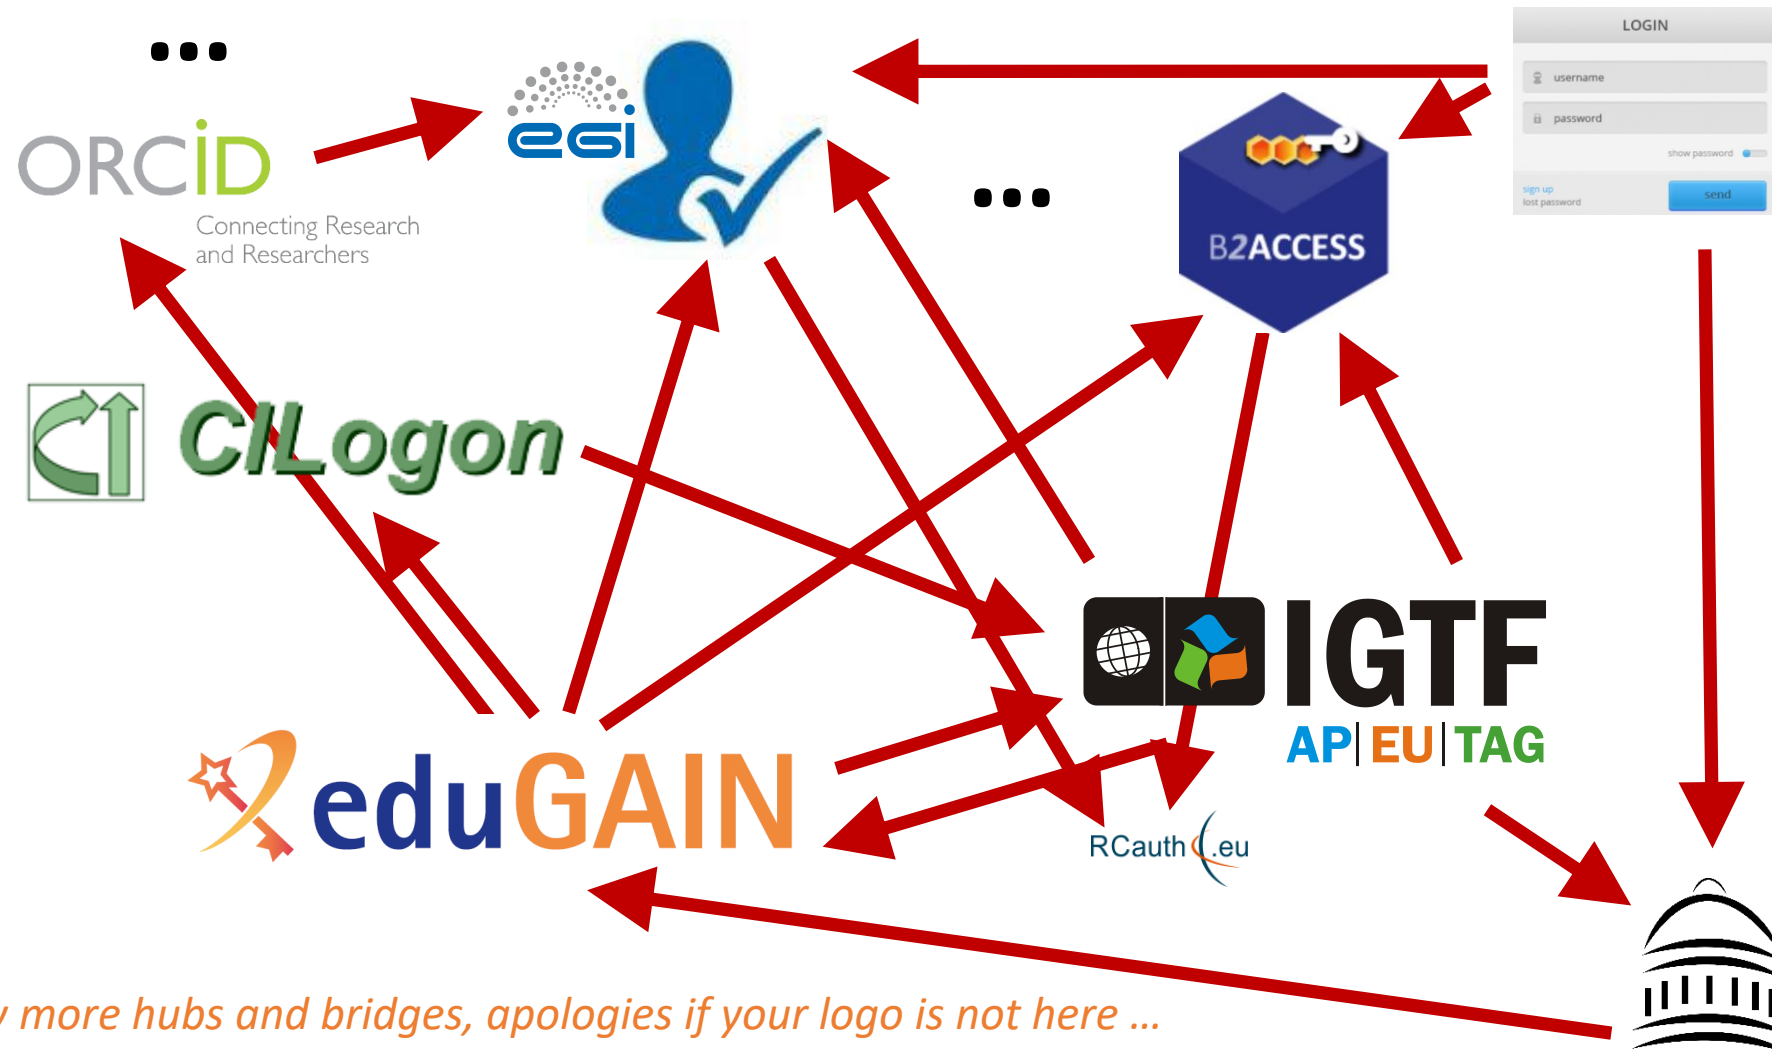 ...
LOGIN
username
password
show password
sign up
lost password
send
ORCiD
Connecting Research
and Researchers
egi
...
B2ACCESS
CILogon
IGTF
AP|EU|TAG
eduGAIN
RCauth.eu
more hubs and bridges, apologies if your logo is not here ...